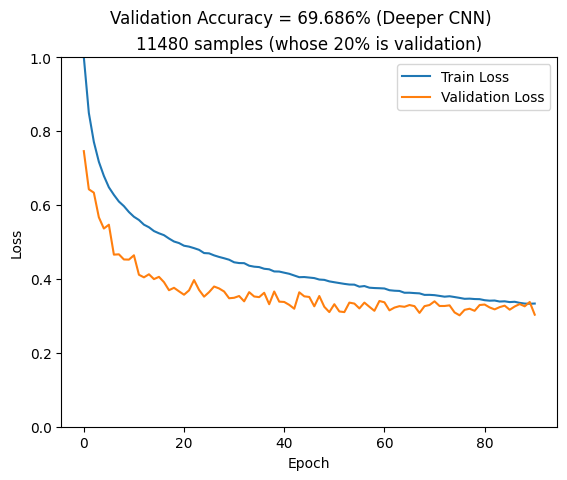 Validation Accuracy = 69.686% (Deeper CNN)
11480 samples (whose 20% is validation)
Train Loss
Validation Loss
1.0
0.8
0.6
0.4
0.2
0.0
Loss
0
20
40
60
80
Epoch